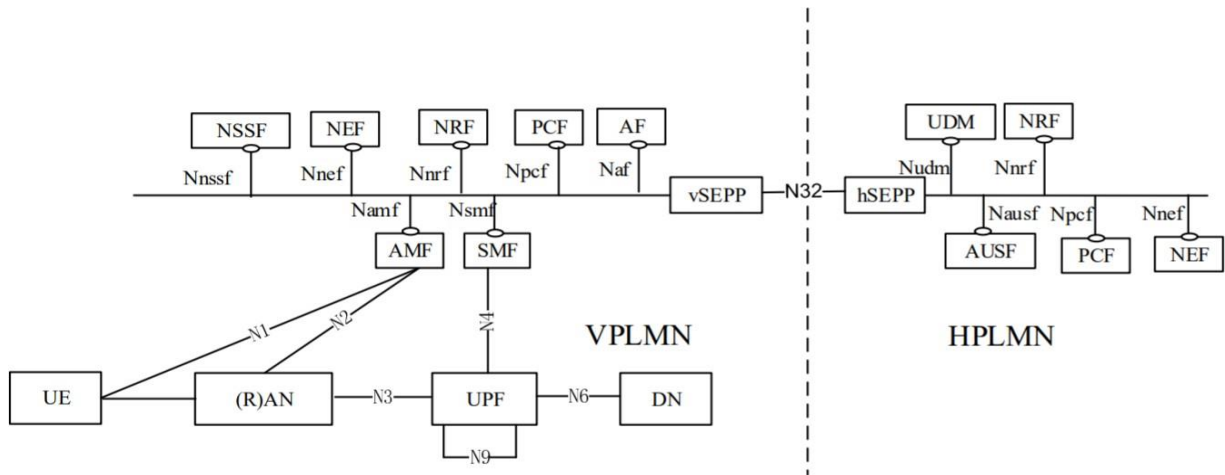 NSSF
NEF
NRF
PCF
AF
UDM
NRF
Nnssf
Nnef
Nnrf
Npcf
Naf
Nudm
Nnrf
vSEPP
N32
hSEPP
Namf
Nsmf
Nausf
Npcf
Nnef
AMF
SMF
AUSF
PCF
NEF
N1
N2
N4
VPLMN
HPLMN
UE
(R)AN
N3
UPF
N6
DN
N9